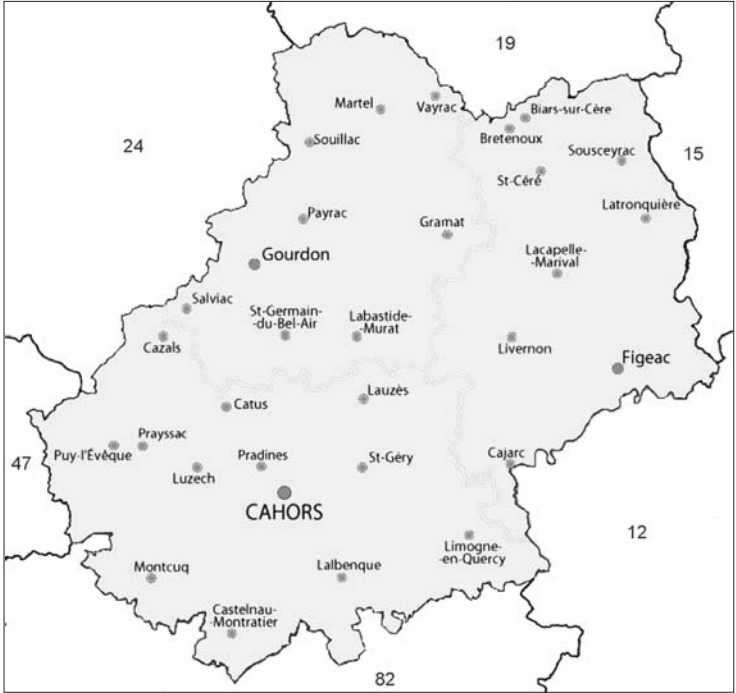 19
Martel
Vayrac
Biars-sur-Cère
Bretenoux
Souillac
24
Sousceyrac
15
St-Céré
Latronquière
Payrac
Gramat
Gourdon
Lacapelle-
-Marival
Salviac
St-Germain-
-du-Bel-Air
Labastide-
-Murat
Cazals
Livernon
Figeac
Lauzès
Catus
Prayssac
Puy-l'Évêque
47
Pradines
St-Géry
Cajarc
Luzech
CAHORS
12
Limogne-
-en-Quercy
Montcuq
Lalbenque
Castelnau-
-Montratier
82